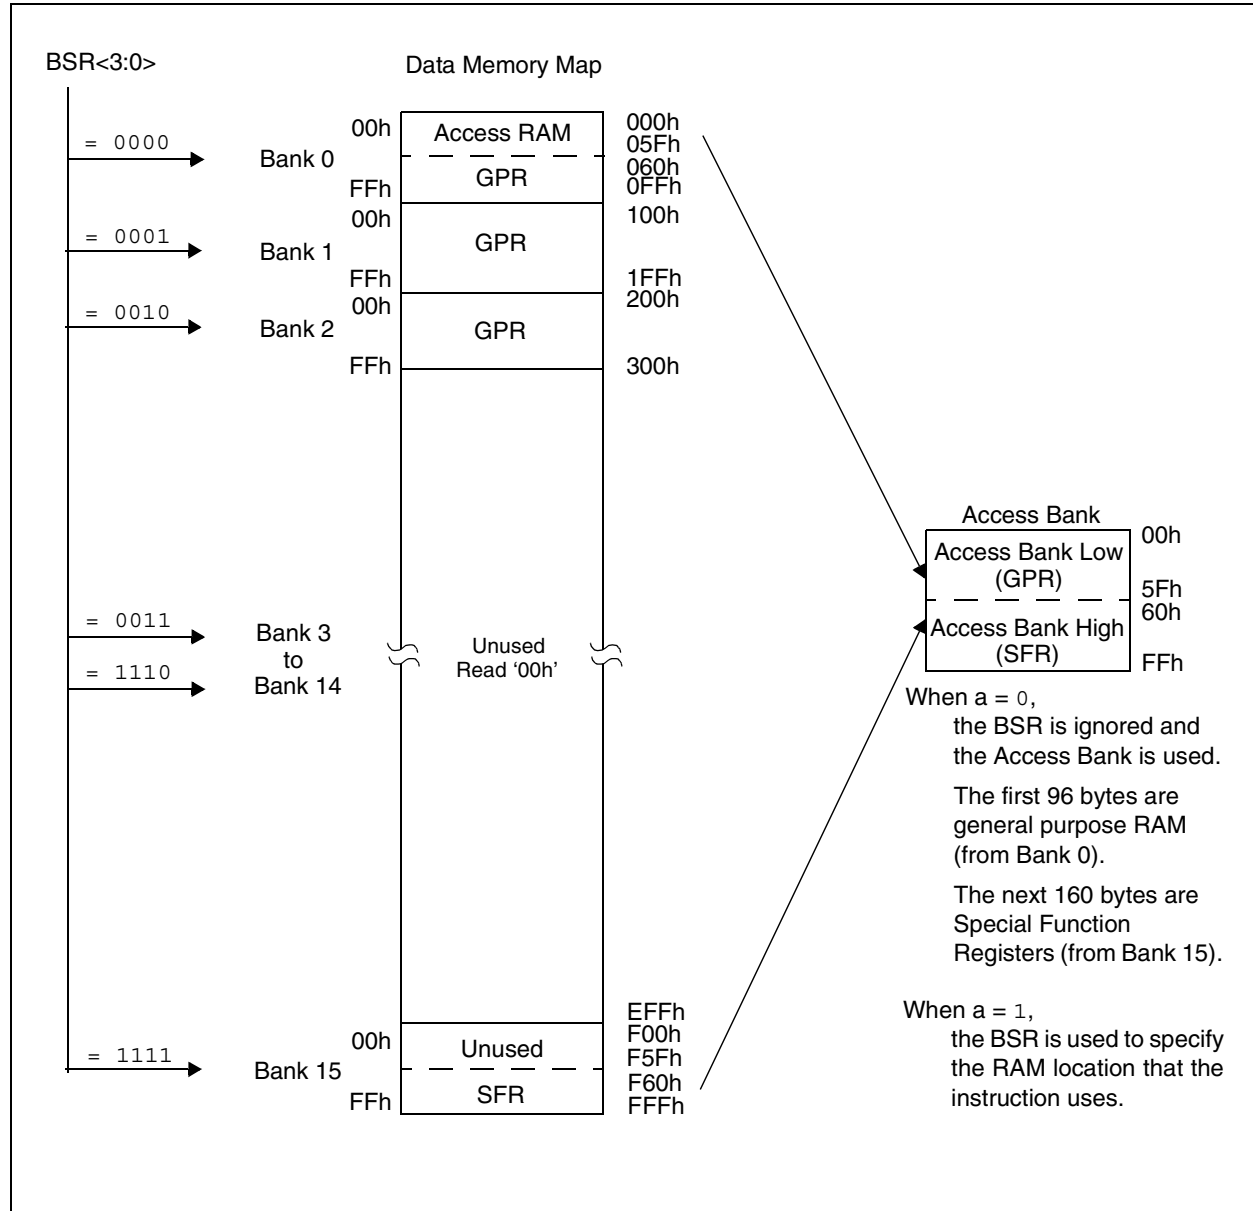 BSR<3:0>
Data Memory Map
= 0000
Bank 0
00h
FFh
Access RAM
GPR
000h
05Fh
060h
0FFh
= 0001
Bank 1
00h
FFh
GPR
100h
1FFh
= 0010
Bank 2
00h
FFh
GPR
200h
300h
= 0011
= 1110
Bank 3
to
Bank 14
Unused
Read ‘00h’
= 1111
Bank 15
00h
FFh
Unused
SFR
EFFh
F00h
F5Fh
F60h
FFFh
Access Bank
Access Bank Low
(GPR)
Access Bank High
(SFR)
00h
5Fh
60h
FFh
When a = 0,
the BSR is ignored and
the Access Bank is used.
The first 96 bytes are
general purpose RAM
(from Bank 0).
The next 160 bytes are
Special Function
Registers (from Bank 15).
When a = 1,
the BSR is used to specify
the RAM location that the
instruction uses.